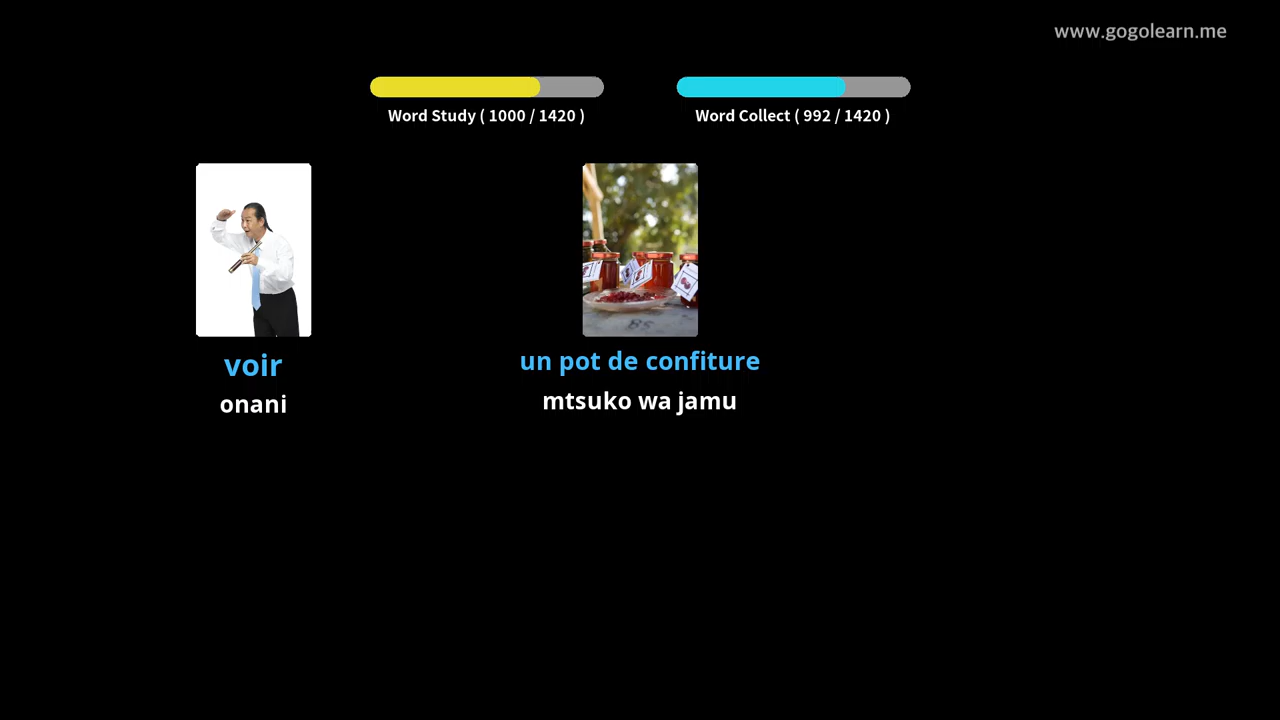 www.gogolearn.me
Word Study ( 1000 / 1420 )
Word Collect ( 992 / 1420 )
voir
onani
un pot de confiture
mtsuko wa jamu